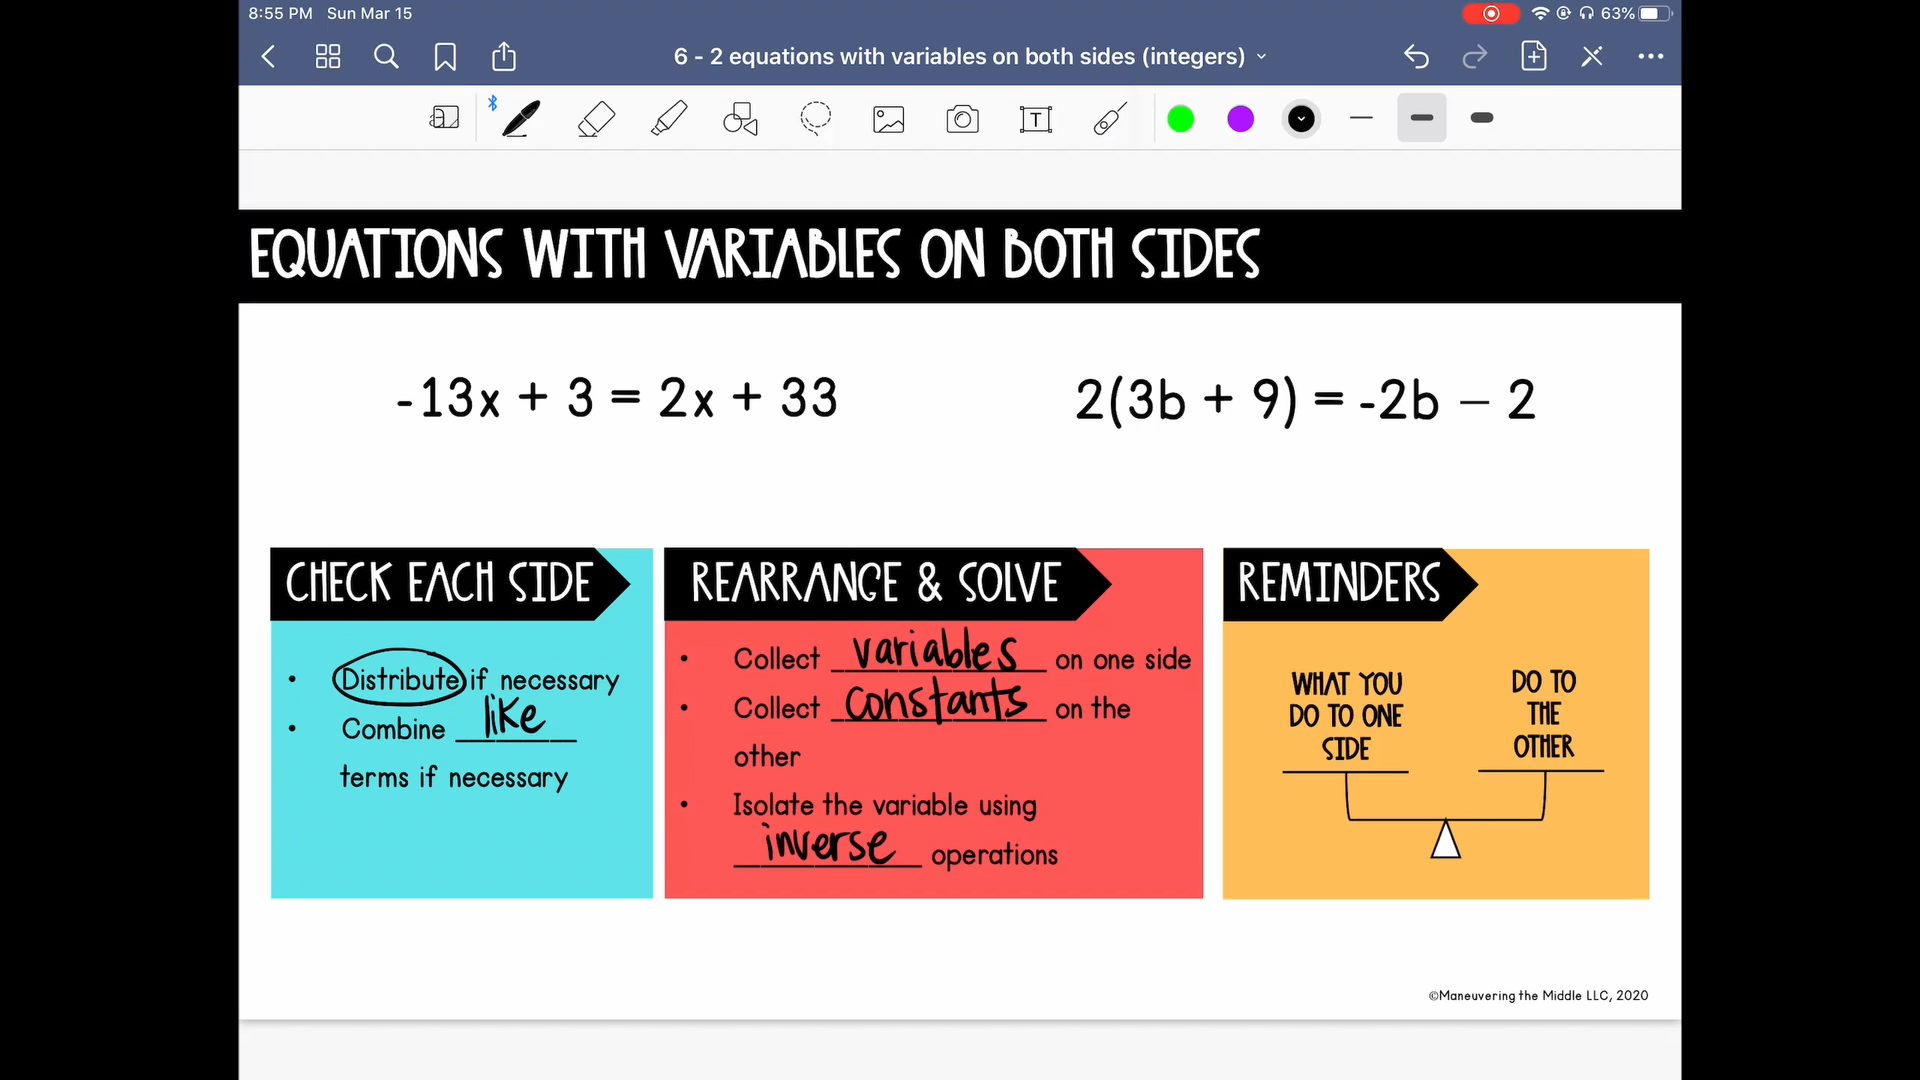 8:55 PM Sun Mar 15
63%
6 - 2 equations with variables on both sides (integers)
T
EQUATIONS WITH VARIABLES ON BOTH SIDES
-13x + 3 = 2x + 33
2(3b + 9) = -2b – 2
CHECK EACH SIDE
• Distribute if necessary
• Combine like
terms if necessary
REARRANGE & SOLVE
• Collect variables on one side
• Collect constants on the
other
• Isolate the variable using
inverse operations
REMINDERS
WHAT YOU
DO TO ONE
SIDE
DO TO
THE
OTHER
©Maneuvering the Middle LLC, 2020